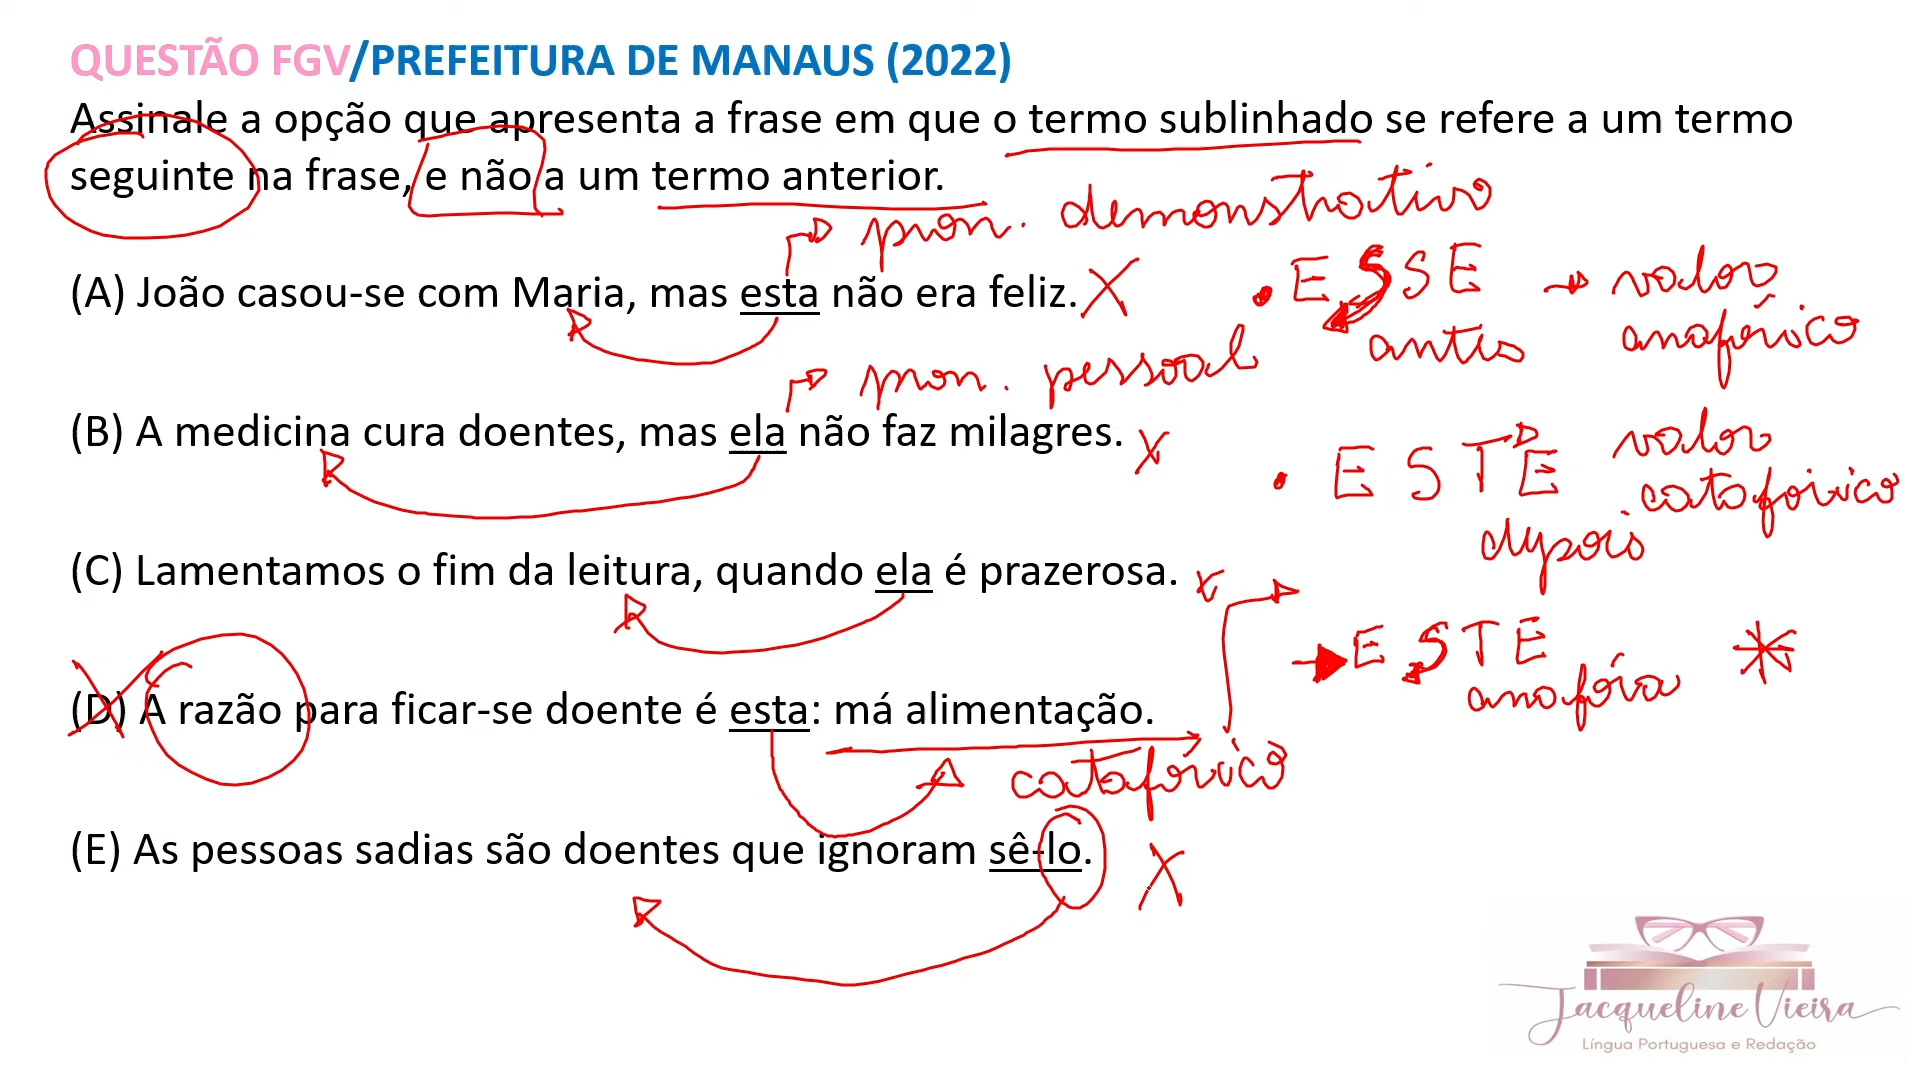 QUESTÃO FGV/PREFEITURA DE MANAUS (2022)
Assinale a opção que apresenta a frase em que o termo sublinhado se refere a um termo
seguinte na frase, e não a um termo anterior.
pron. demonstrativo
(A) João casou-se com Maria, mas esta não era feliz. X
• ESSE → valor
antes anafórico
pron. pessoal
(B) A medicina cura doentes, mas ela não faz milagres. X
• ESTE valor
depois catafórico
(C) Lamentamos o fim da leitura, quando ela é prazerosa. X
ESTE *
anafória
(D) A razão para ficar-se doente é esta: má alimentação.
catafórico
(E) As pessoas sadias são doentes que ignoram sê-lo. X
Jacqueline Vieira
Língua Portuguesa e Redação